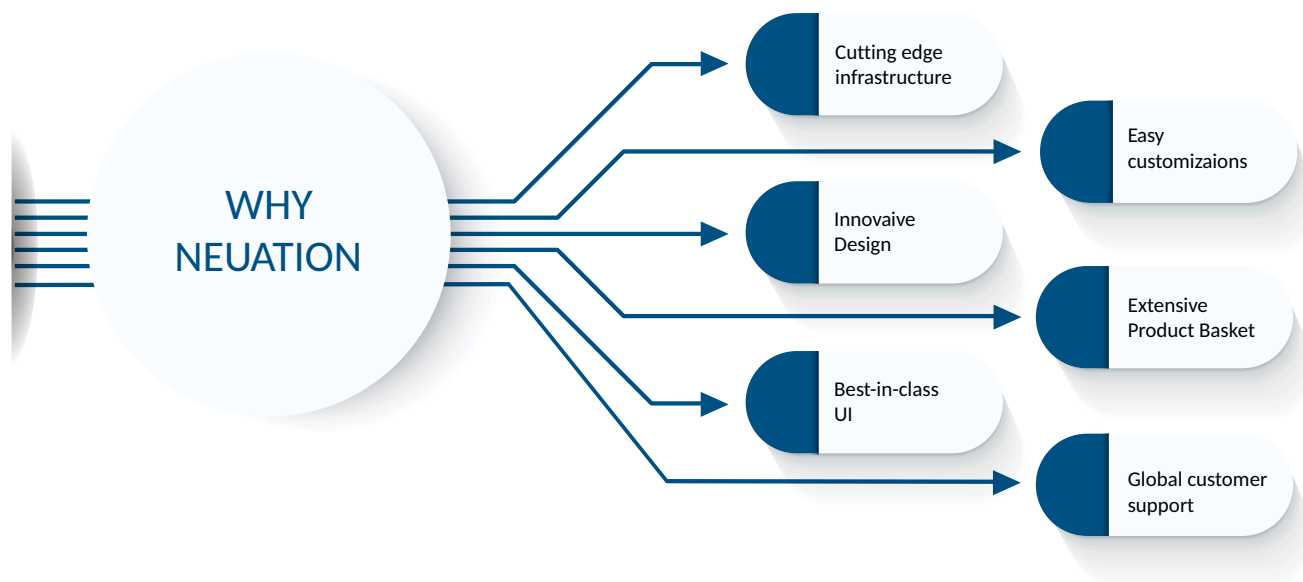 WHY
NEUATION
Cutting edge
infrastructure
Easy
customizaions
Innovaive
Design
Extensive
Product Basket
Best-in-class
UI
Global customer
support